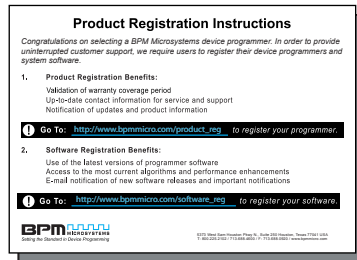 Product Registration Instructions
Congratulations on selecting a BPM Microsystems device programmer. In order to provide
uninterrupted customer support, we require users to register their device programmers and
system software.
1. Product Registration Benefits:
Validation of warranty coverage period
Up-to-date contact information for service and support
Notification of updates and product information
! Go To: http://www.bpmmicro.com/product_reg to register your programmer.
2. Software Registration Benefits:
Use of the latest versions of programmer software
Access to the most current algorithms and performance enhancements
E-mail notification of new software releases and important notifications
! Go To: http://www.bpmmicro.com/software_reg to register your software.
BPM MICROSYSTEMS
Setting the Standard in Device Programming